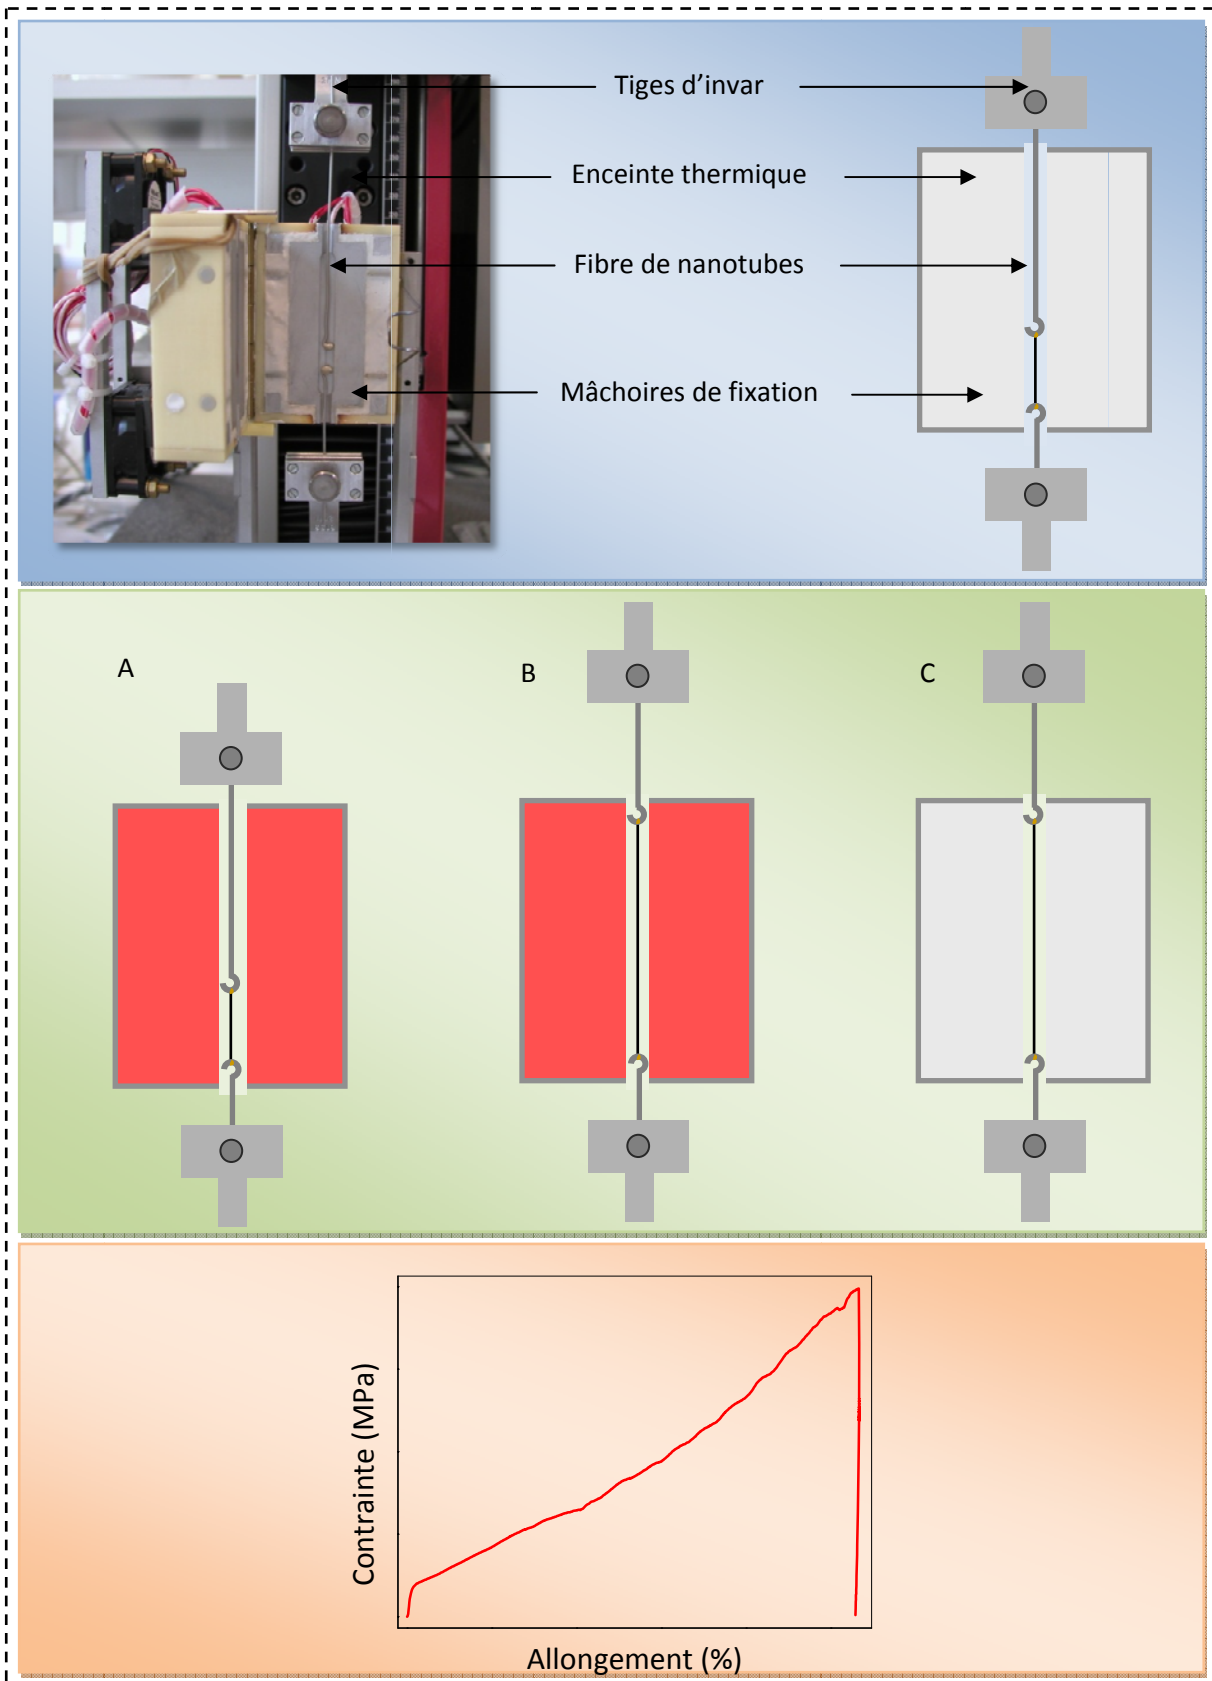 Tiges d’invar
Enceinte thermique
Fibre de nanotubes
Mâchoires de fixation
A
B
C
Contrainte (MPa)
Allongement (%)